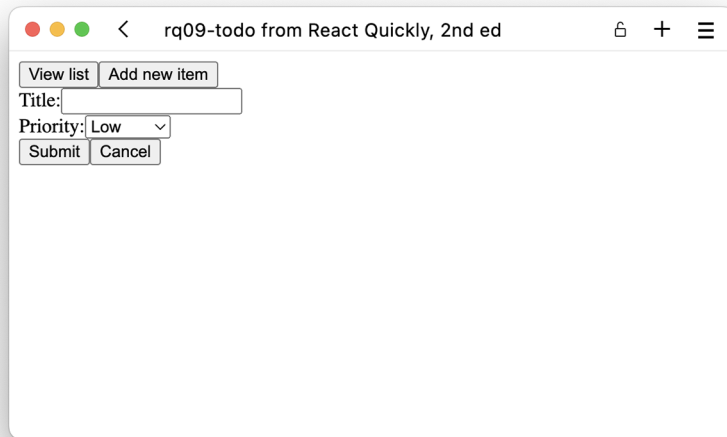 rq09-todo from React Quickly, 2nd ed
View list Add new item
Title:
Priority: Low
Submit Cancel